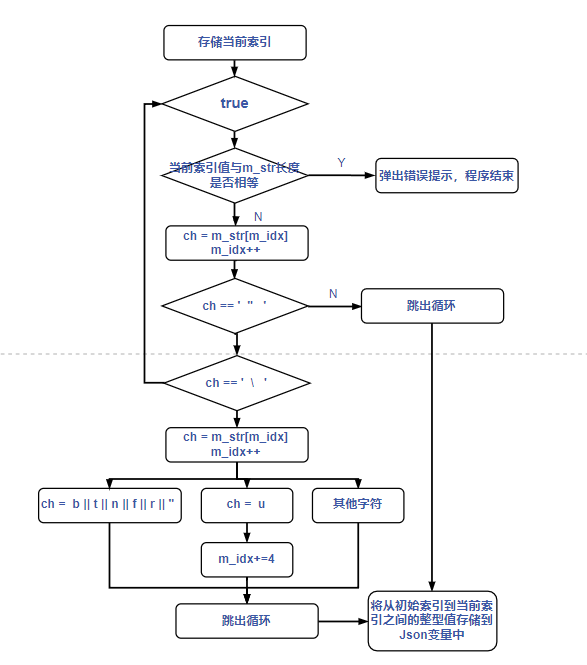 存储当前索引
true
当前索引值与m_str长度
是否相等
Y
弹出错误提示，程序结束
N
ch = m_str[m_idx]
m_idx++
ch == ' " '
N
跳出循环
ch == ' \ '
ch = m_str[m_idx]
m_idx++
ch = b || t || n || f || r || "
ch = u
其他字符
m_idx+=4
跳出循环
将从初始索引到当前索
引之间的整型值存储到
Json变量中